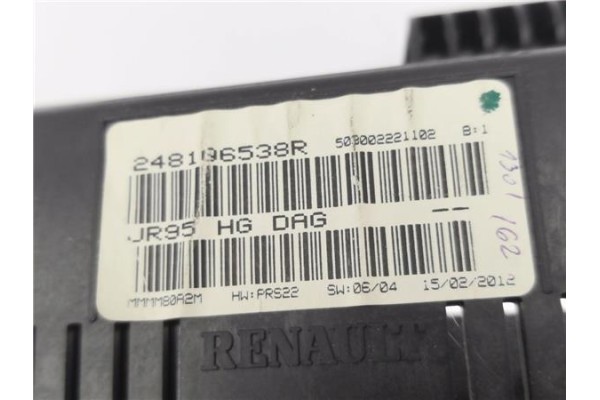 248106538R 503002221102 B:1
JR95 HG DAG --
MMMM80A2M HW:PRS22 SW:06/04 15/02/2012
RENAULT